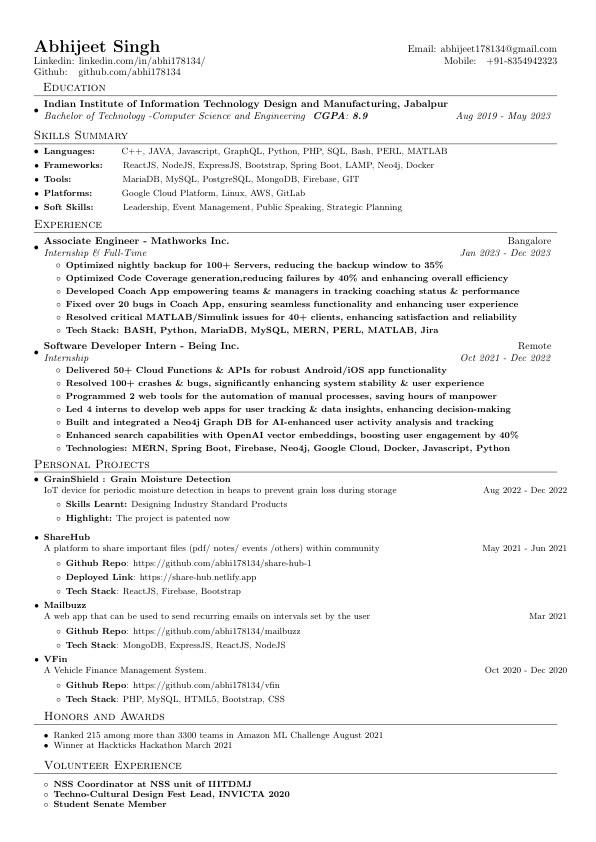 Abhijeet Singh
Email: abhijeet178134@gmail.com
Linkedin: linkedin.com/in/abhi178134/
Mobile: +91-8354942323
Github: github.com/abhi178134
Education
• Indian Institute of Information Technology Design and Manufacturing, Jabalpur
Bachelor of Technology -Computer Science and Engineering CGPA: 8.9 Aug 2019 - May 2023
Skills Summary
• Languages: C++, JAVA, Javascript, GraphQL, Python, PHP, SQL, Bash, PERL, MATLAB
• Frameworks: ReactJS, NodeJS, ExpressJS, Bootstrap, Spring Boot, LAMP, Neo4j, Docker
• Tools: MariaDB, MySQL, PostgreSQL, MongoDB, Firebase, GIT
• Platforms: Google Cloud Platform, Linux, AWS, GitLab
• Soft Skills: Leadership, Event Management, Public Speaking, Strategic Planning
Experience
• Associate Engineer - Mathworks Inc. Bangalore
Internship & Full-Time Jan 2023 - Dec 2023
◦ Optimized nightly backup for 100+ Servers, reducing the backup window to 35%
◦ Optimized Code Coverage generation,reducing failures by 40% and enhancing overall efficiency
◦ Developed Coach App empowering teams & managers in tracking coaching status & performance
◦ Fixed over 20 bugs in Coach App, ensuring seamless functionality and enhancing user experience
◦ Resolved critical MATLAB/Simulink issues for 40+ clients, enhancing satisfaction and reliability
◦ Tech Stack: BASH, Python, MariaDB, MySQL, MERN, PERL, MATLAB, Jira
• Software Developer Intern - Being Inc. Remote
Internship Oct 2021 - Dec 2022
◦ Delivered 50+ Cloud Functions & APIs for robust Android/iOS app functionality
◦ Resolved 100+ crashes & bugs, significantly enhancing system stability & user experience
◦ Programmed 2 web tools for the automation of manual processes, saving hours of manpower
◦ Led 4 interns to develop web apps for user tracking & data insights, enhancing decision-making
◦ Built and integrated a Neo4j Graph DB for AI-enhanced user activity analysis and tracking
◦ Enhanced search capabilities with OpenAI vector embeddings, boosting user engagement by 40%
◦ Technologies: MERN, Spring Boot, Firebase, Neo4j, Google Cloud, Docker, Javascript, Python
Personal Projects
• GrainShield : Grain Moisture Detection
IoT device for periodic moisture detection in heaps to prevent grain loss during storage Aug 2022 - Dec 2022
◦ Skills Learnt: Designing Industry Standard Products
◦ Highlight: The project is patented now
• ShareHub
A platform to share important files (pdf/ notes/ events /others) within community May 2021 - Jun 2021
◦ Github Repo: https://github.com/abhi178134/share-hub-1
◦ Deployed Link: https://share-hub.netlify.app
◦ Tech Stack: ReactJS, Firebase, Bootstrap
• Mailbuzz
A web app that can be used to send recurring emails on intervals set by the user Mar 2021
◦ Github Repo: https://github.com/abhi178134/mailbuzz
◦ Tech Stack: MongoDB, ExpressJS, ReactJS, NodeJS
• VFin
A Vehicle Finance Management System. Oct 2020 - Dec 2020
◦ Github Repo: https://github.com/abhi178134/vfin
◦ Tech Stack: PHP, MySQL, HTML5, Bootstrap, CSS
Honors and Awards
• Ranked 215 among more than 3300 teams in Amazon ML Challenge August 2021
• Winner at Hackticks Hackathon March 2021
Volunteer Experience
◦ NSS Coordinator at NSS unit of IIITDMJ
◦ Techno-Cultural Design Fest Lead, INVICTA 2020
◦ Student Senate Member